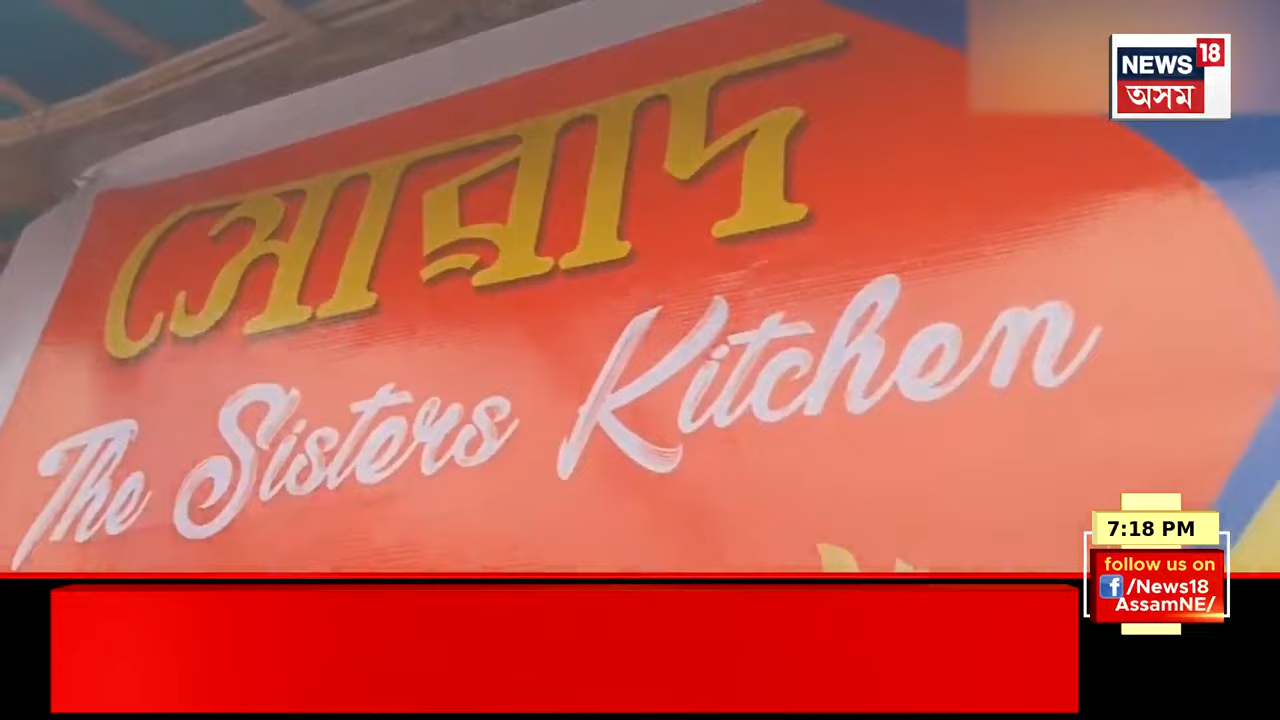 সোৱাদ
The Sisters Kitchen
NEWS 18
অসম
7:18 PM
follow us on
f /News18
AssamNE/